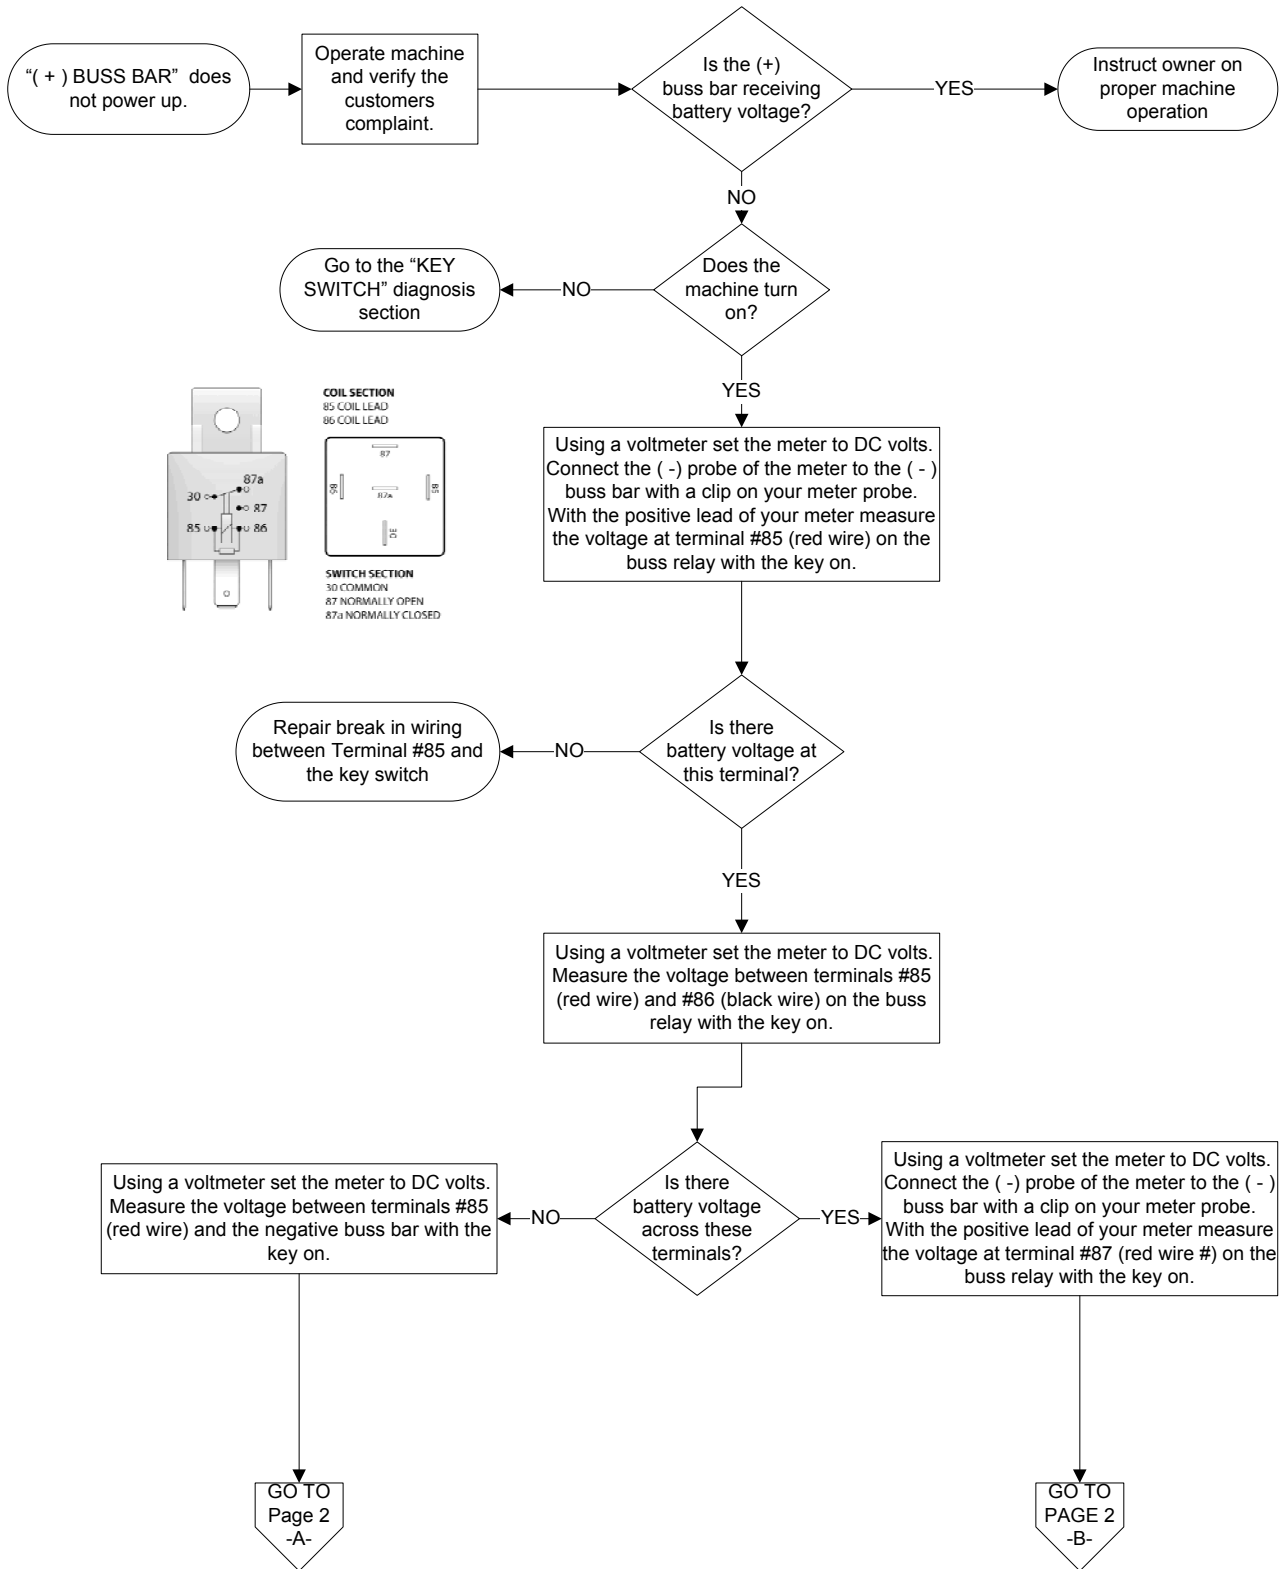 “( + ) BUSS BAR”  does
not power up.
Operate machine
and verify the
customers
complaint.
Is the (+)
buss bar receiving
battery voltage?
YES
Instruct owner on
proper machine
operation
NO
Does the
machine turn
on?
NO
Go to the “KEY
SWITCH” diagnosis
section
YES
COIL SECTION
85 COIL LEAD
86 COIL LEAD
87a
30
87
85
86
87
85
87a
85
30
SWITCH SECTION
30 COMMON
87 NORMALLY OPEN
87a NORMALLY CLOSED
Using a voltmeter set the meter to DC volts.
Connect the ( -) probe of the meter to the ( - )
buss bar with a clip on your meter probe.
With the positive lead of your meter measure
the voltage at terminal #85 (red wire) on the
buss relay with the key on.
Is there
battery voltage at
this terminal?
NO
Repair break in wiring
between Terminal #85 and
the key switch
YES
Using a voltmeter set the meter to DC volts.
Measure the voltage between terminals #85
(red wire) and #86 (black wire) on the buss
relay with the key on.
Is there
battery voltage
across these
terminals?
NO
Using a voltmeter set the meter to DC volts.
Measure the voltage between terminals #85
(red wire) and the negative buss bar with the
key on.
YES
Using a voltmeter set the meter to DC volts.
Connect the ( -) probe of the meter to the ( - )
buss bar with a clip on your meter probe.
With the positive lead of your meter measure
the voltage at terminal #87 (red wire #) on the
buss relay with the key on.
GO TO
Page 2
-A-
GO TO
PAGE 2
-B-